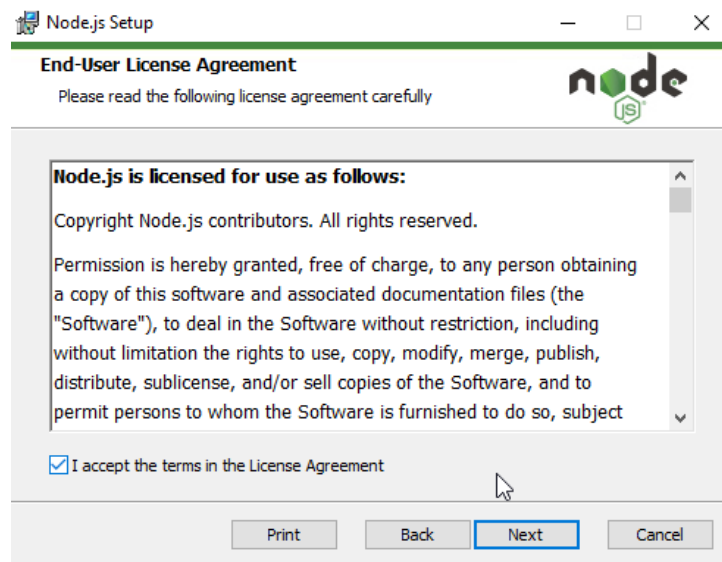 Node.js Setup
End-User License Agreement
Please read the following license agreement carefully
node
JS
Node.js is licensed for use as follows:
Copyright Node.js contributors. All rights reserved.
Permission is hereby granted, free of charge, to any person obtaining
a copy of this software and associated documentation files (the
"Software"), to deal in the Software without restriction, including
without limitation the rights to use, copy, modify, merge, publish,
distribute, sublicense, and/or sell copies of the Software, and to
permit persons to whom the Software is furnished to do so, subject
I accept the terms in the License Agreement
Print Back Next Cancel